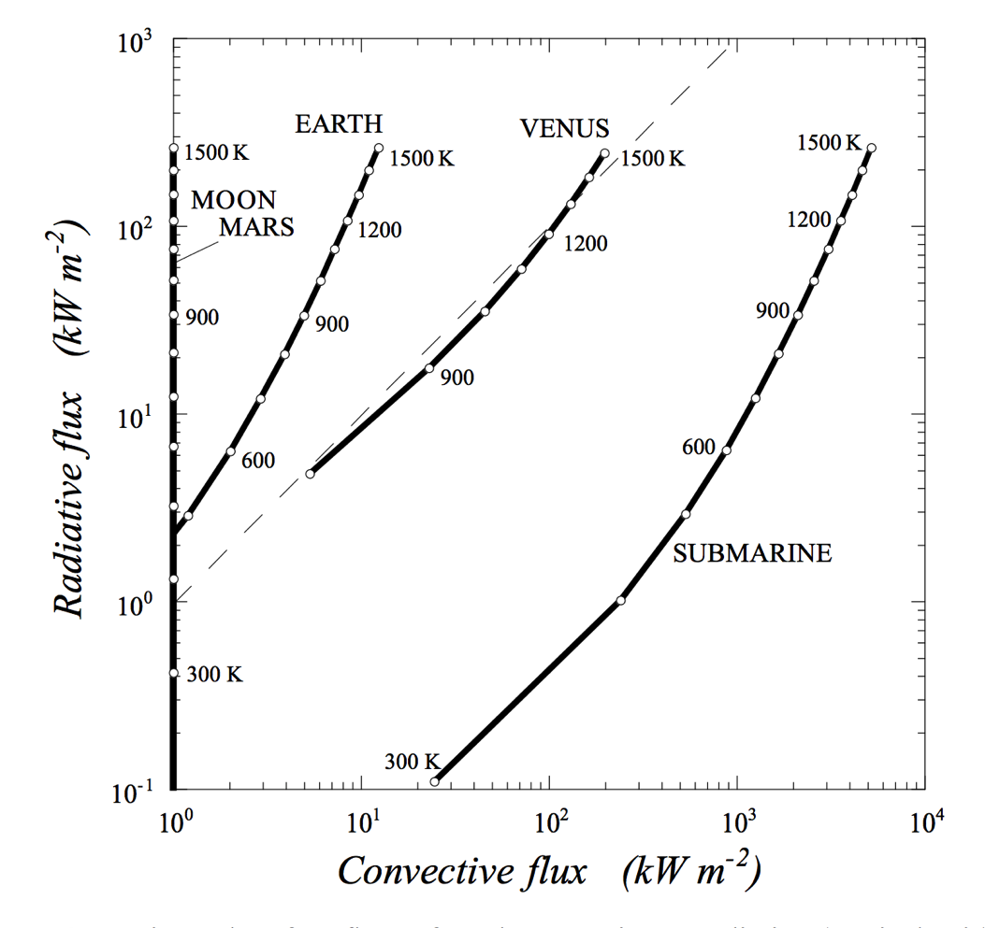 10³
EARTH
VENUS
1500 K
1500 K
1500 K
1500 K
MOON
MARS
10²
1200
1200
1200
900
900
900
900
10¹
600
600
SUBMARINE
10⁰
300 K
300 K
10⁻¹
Radiative flux (kW m⁻²)
10⁰ 10¹ 10² 10³ 10⁴
Convective flux (kW m⁻²)